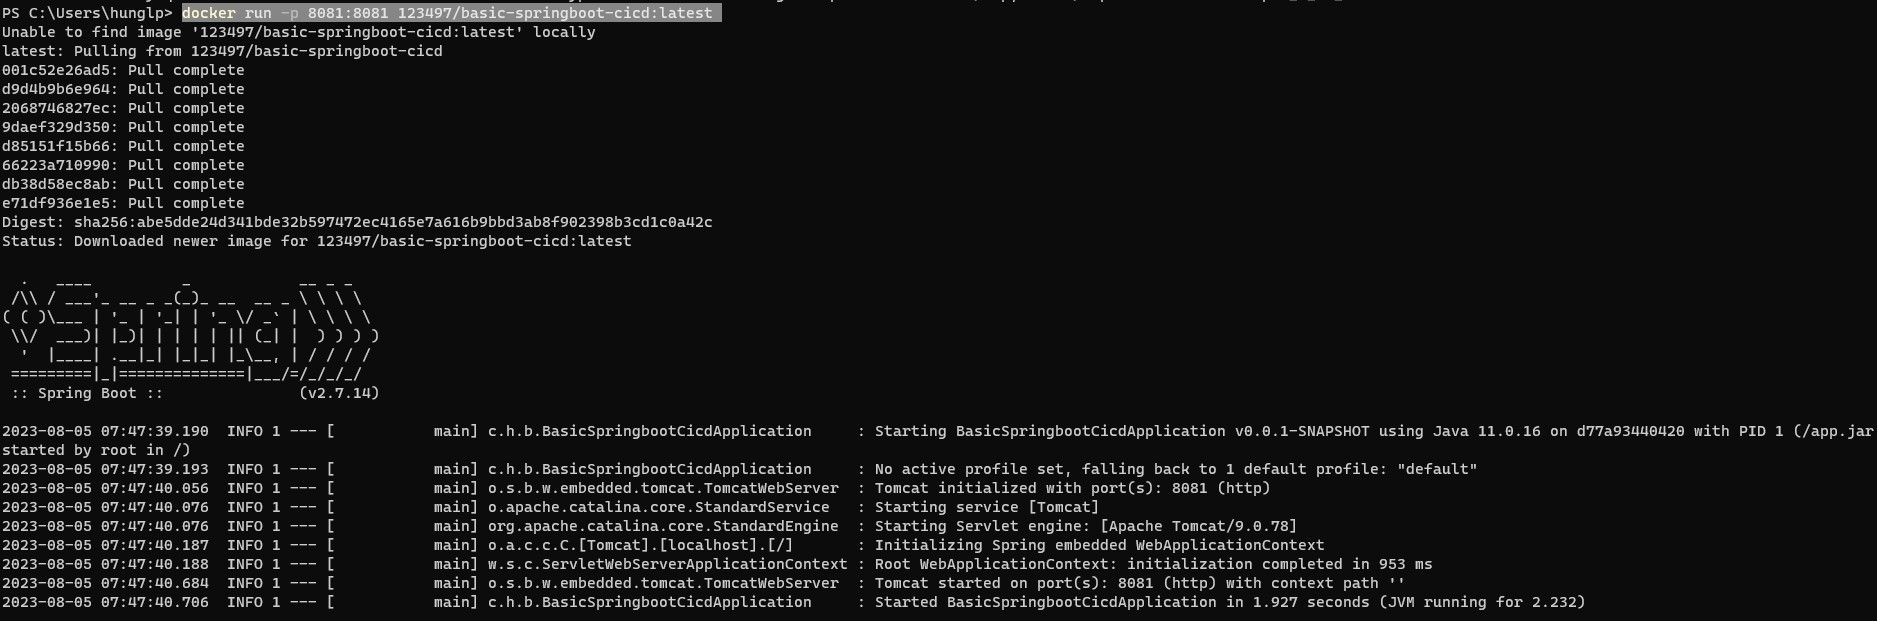 PS C:\Users\hunglp> docker run -p 8081:8081 123497/basic-springboot-cicd:latest
Unable to find image '123497/basic-springboot-cicd:latest' locally
latest: Pulling from 123497/basic-springboot-cicd
001c52e26ad5: Pull complete
d9d4b9b6e964: Pull complete
2068746827ec: Pull complete
9daef329d350: Pull complete
d85151f15b66: Pull complete
66223a710990: Pull complete
db38d58ec8ab: Pull complete
e71df936e1e5: Pull complete
Digest: sha256:abe5dde24d341bde32b597472ec4165e7a616b9bbd3ab8f902398b3cd1c0a42c
Status: Downloaded newer image for 123497/basic-springboot-cicd:latest

  .   ____          _            __ _ _
 /\\ / ___'_ __ _ _(_)_ __  __ _ \ \ \ \
( ( )\___ | '_ | '_| | '_ \/ _` | \ \ \ \
 \\/  ___)| |_)| | | | | || (_| |  ) ) ) )
  '  |____| .__|_| |_|_| |_\__, | / / / /
 =========|_|==============|___/=/_/_/_/
 :: Spring Boot ::               (v2.7.14)

2023-08-05 07:47:39.190  INFO 1 --- [           main] c.h.b.BasicSpringbootCicdApplication     : Starting BasicSpringbootCicdApplication v0.0.1-SNAPSHOT using Java 11.0.16 on d77a93440420 with PID 1 (/app.jar
started by root in /)
2023-08-05 07:47:39.193  INFO 1 --- [           main] c.h.b.BasicSpringbootCicdApplication     : No active profile set, falling back to 1 default profile: "default"
2023-08-05 07:47:40.056  INFO 1 --- [           main] o.s.b.w.embedded.tomcat.TomcatWebServer  : Tomcat initialized with port(s): 8081 (http)
2023-08-05 07:47:40.076  INFO 1 --- [           main] o.apache.catalina.core.StandardService   : Starting service [Tomcat]
2023-08-05 07:47:40.076  INFO 1 --- [           main] org.apache.catalina.core.StandardEngine  : Starting Servlet engine: [Apache Tomcat/9.0.78]
2023-08-05 07:47:40.187  INFO 1 --- [           main] o.a.c.c.C.[Tomcat].[localhost].[/]       : Initializing Spring embedded WebApplicationContext
2023-08-05 07:47:40.188  INFO 1 --- [           main] w.s.c.ServletWebServerApplicationContext : Root WebApplicationContext: initialization completed in 953 ms
2023-08-05 07:47:40.684  INFO 1 --- [           main] o.s.b.w.embedded.tomcat.TomcatWebServer  : Tomcat started on port(s): 8081 (http) with context path ''
2023-08-05 07:47:40.706  INFO 1 --- [           main] c.h.b.BasicSpringbootCicdApplication     : Started BasicSpringbootCicdApplication in 1.927 seconds (JVM running for 2.232)